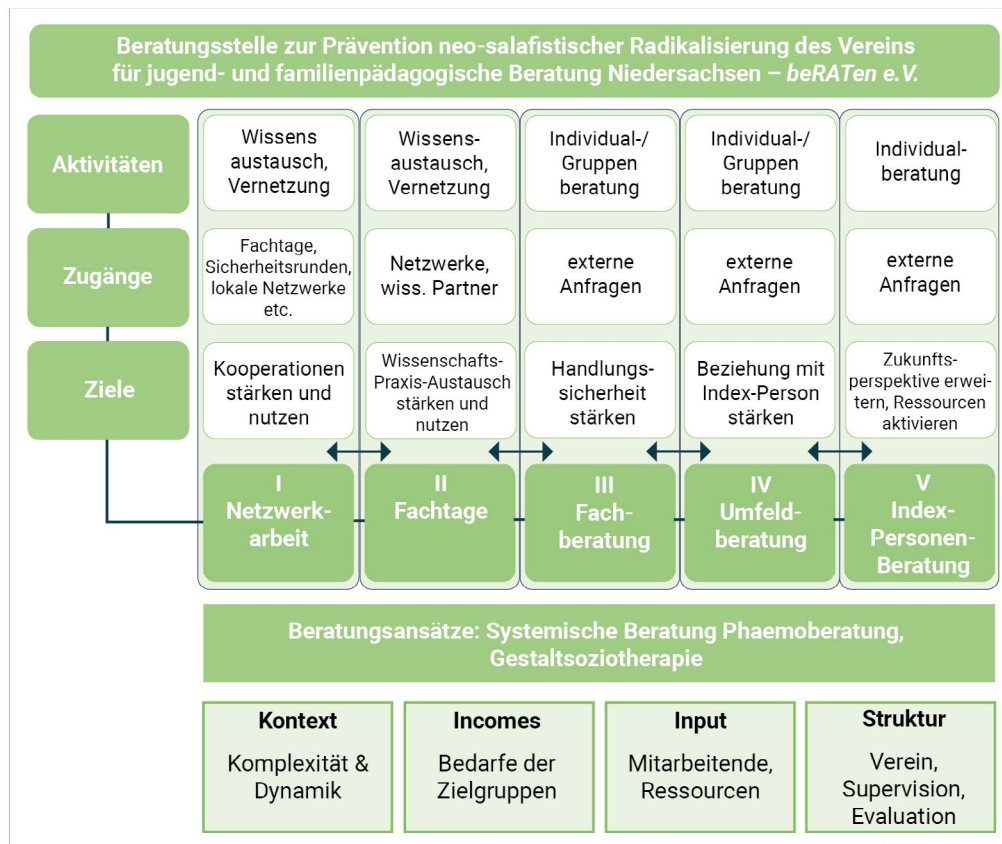 Beratungsstelle zur Prävention neo-salafistischer Radikalisierung des Vereins
für jugend- und familienpädagogische Beratung Niedersachsen – beRATen e.V.
Aktivitäten
Wissens
austausch,
Vernetzung
Wissens-
austausch,
Vernetzung
Individual-/
Gruppen
beratung
Individual-/
Gruppen
beratung
Individual-
beratung
Zugänge
Fachtage,
Sicherheitsrunden,
lokale Netzwerke
etc.
Netzwerke,
wiss. Partner
externe
Anfragen
externe
Anfragen
externe
Anfragen
Ziele
Kooperationen
stärken und
nutzen
Wissenschafts-
Praxis-Austausch
stärken und
nutzen
Handlungs-
sicherheit
stärken
Beziehung mit
Index-Person
stärken
Zukunfts-
perspektive erwei-
tern, Ressourcen
aktivieren
I
Netzwerk-
arbeit
II
Fachtage
III
Fach-
beratung
IV
Umfeld-
beratung
V
Index-
Personen-
Beratung
Beratungsansätze: Systemische Beratung Phaemoberatung,
Gestaltsoziotherapie
Kontext
Komplexität &
Dynamik
Incomes
Bedarfe der
Zielgruppen
Input
Mitarbeitende,
Ressourcen
Struktur
Verein,
Supervision,
Evaluation